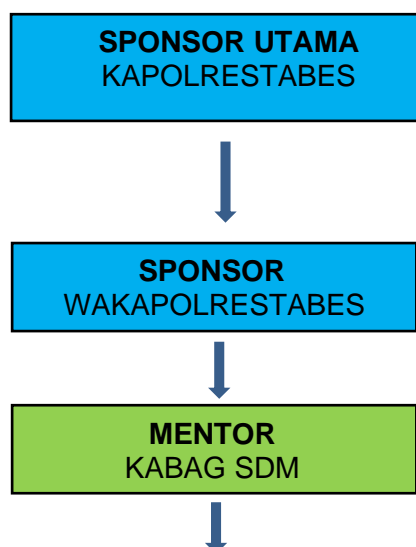 SPONSOR UTAMA
KAPOLRESTABES
SPONSOR
WAKAPOLRESTABES
MENTOR
KABAG SDM